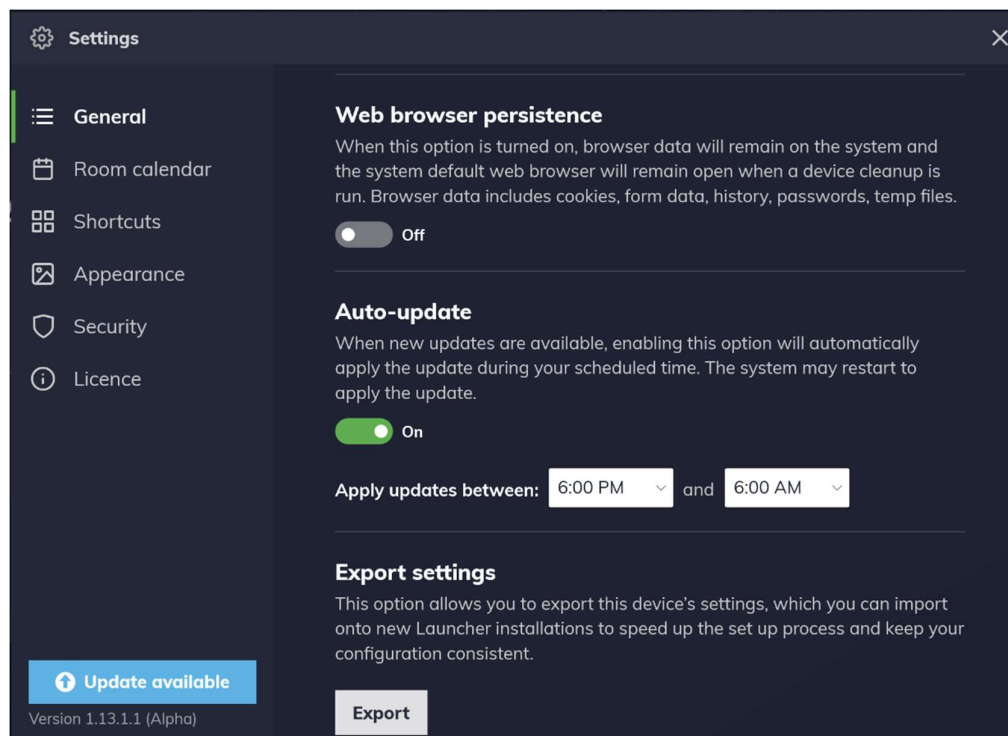 Settings
General
Room calendar
Shortcuts
Appearance
Security
Licence
Update available
Version 1.13.1.1 (Alpha)
Web browser persistence
When this option is turned on, browser data will remain on the system and
the system default web browser will remain open when a device cleanup is
run. Browser data includes cookies, form data, history, passwords, temp files.
Off
Auto-update
When new updates are available, enabling this option will automatically
apply the update during your scheduled time. The system may restart to
apply the update.
On
Apply updates between: 6:00 PM and 6:00 AM
Export settings
This option allows you to export this device's settings, which you can import
onto new Launcher installations to speed up the set up process and keep your
configuration consistent.
Export